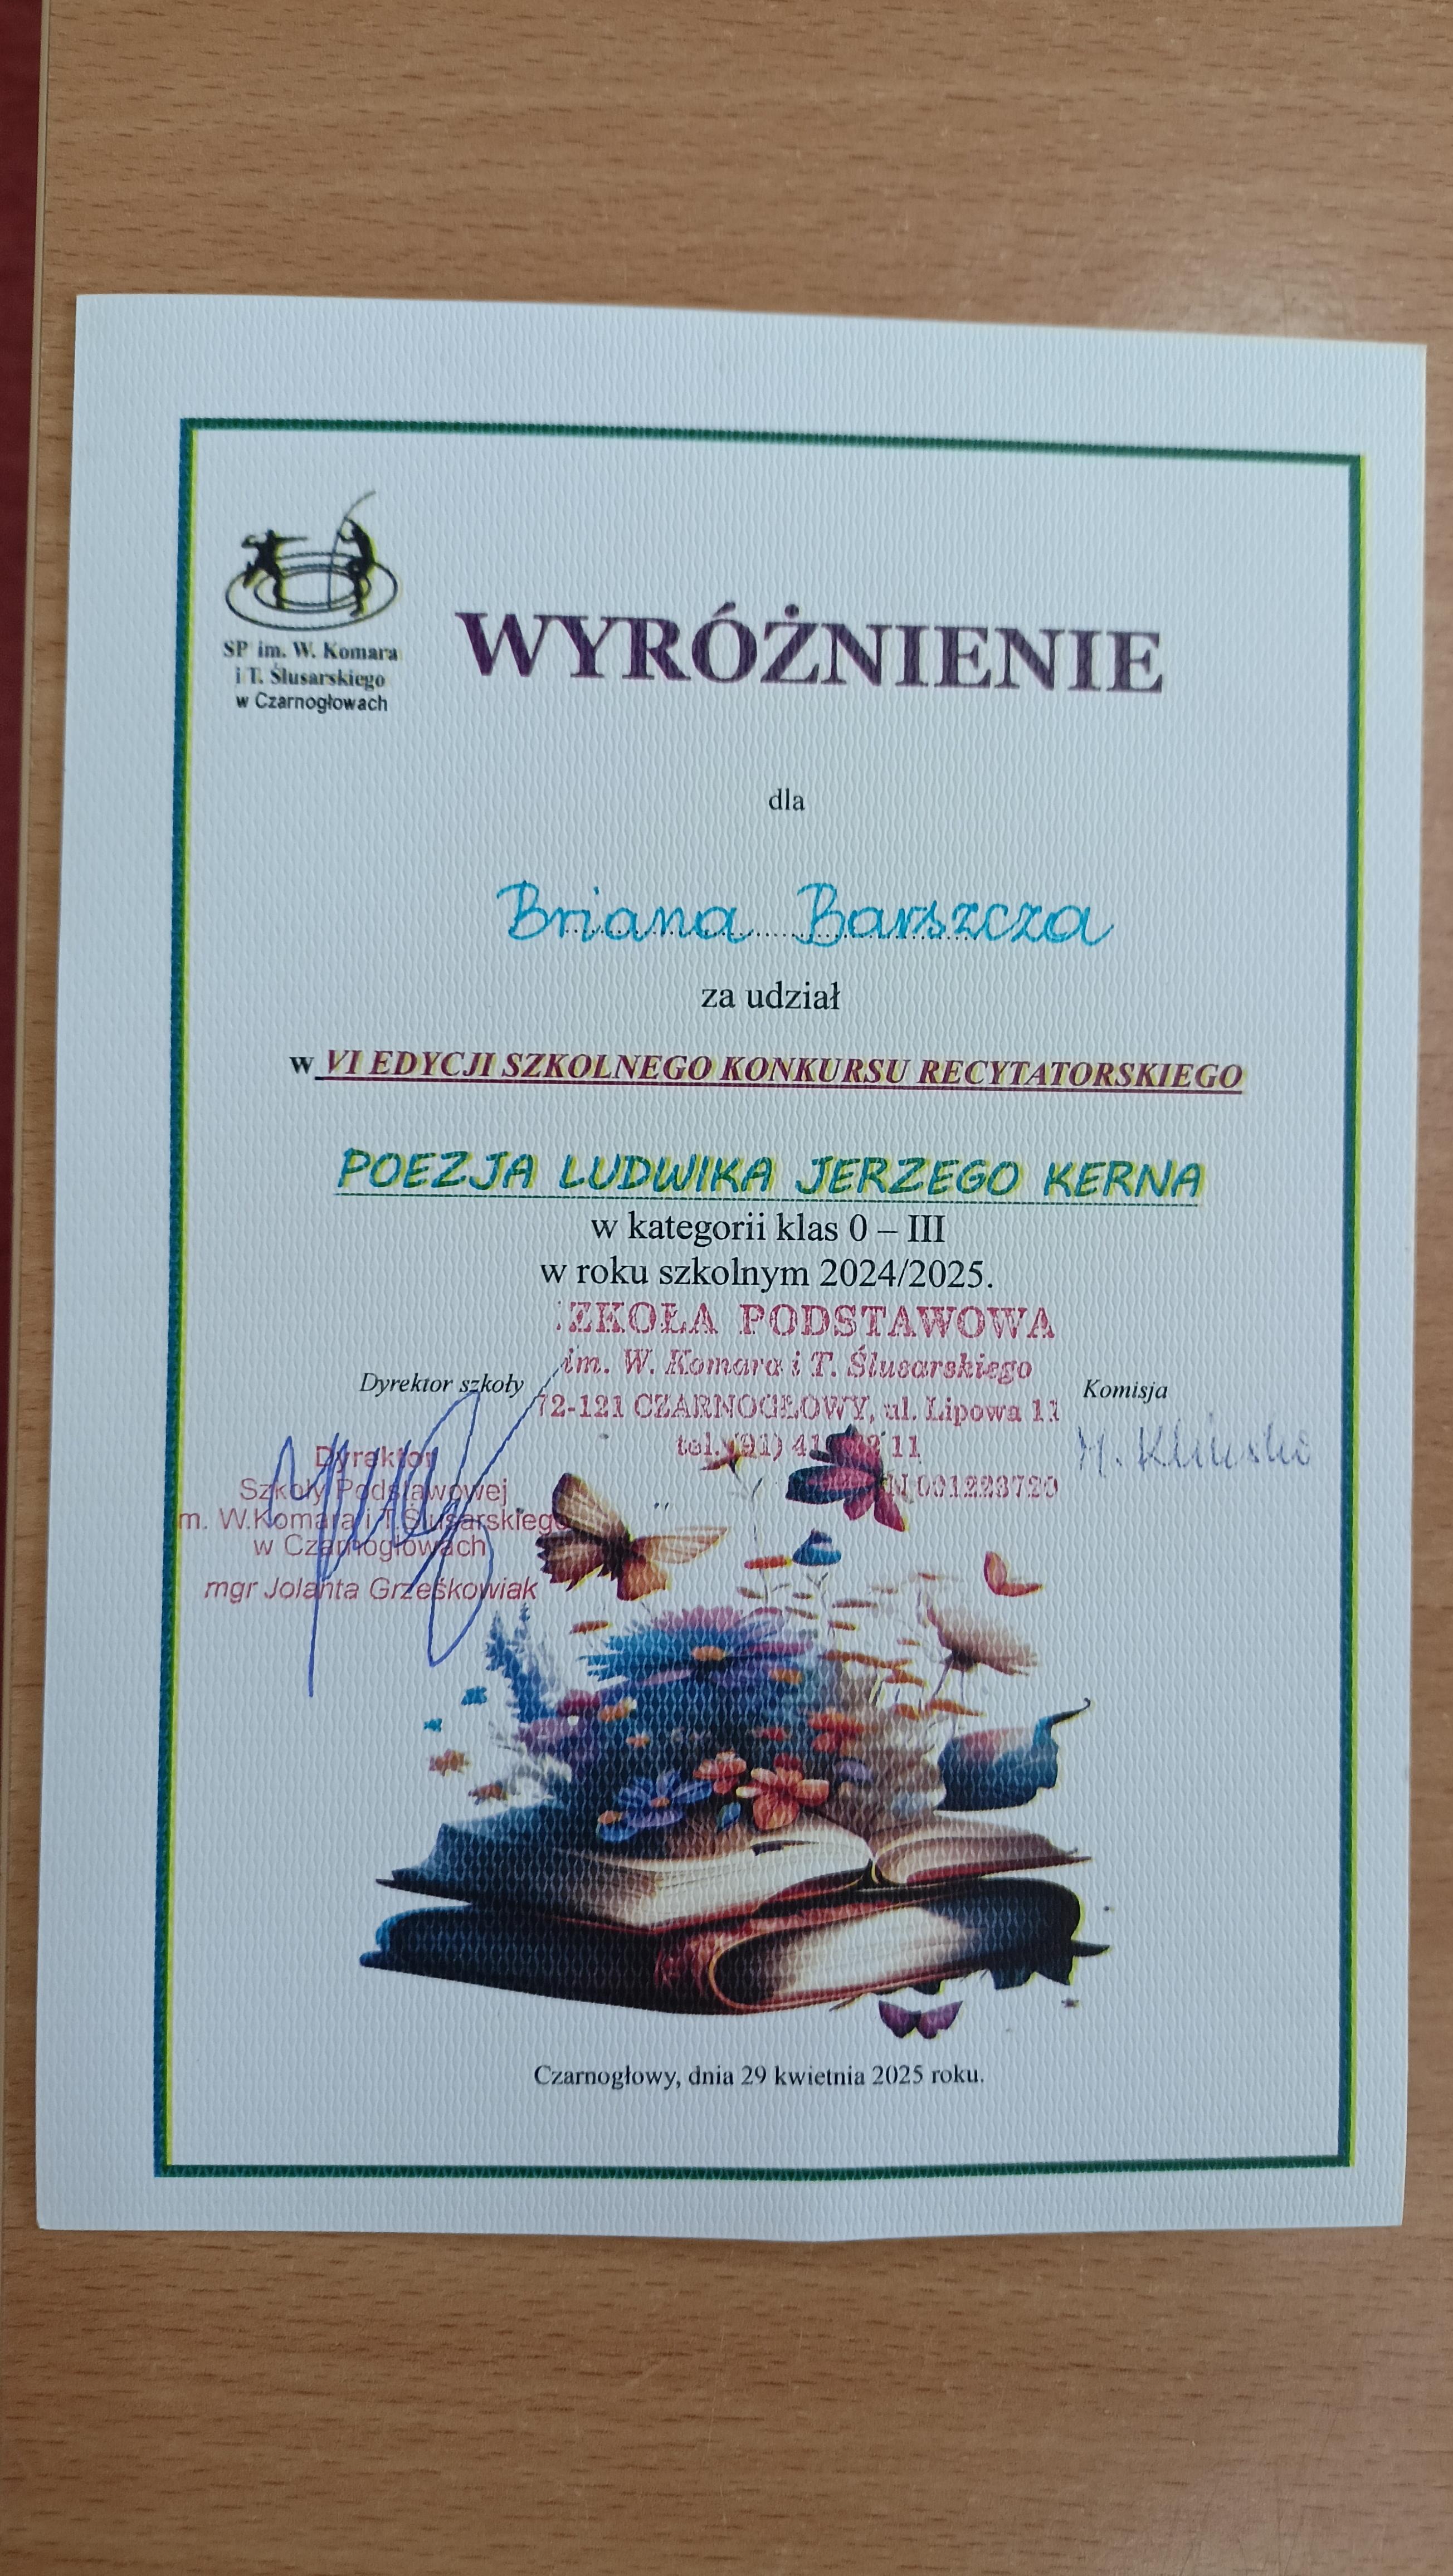 SP im. W. Komara
i T. Ślusarskiego
w Czarnogłowach
WYRÓŻNIENIE
dla
Briana Barszcza
za udział
w VI EDYCJI SZKOLNEGO KONKURSU RECYTATORSKIEGO
POEZJA LUDWIKA JERZEGO KERNA
w kategorii klas 0 – III
w roku szkolnym 2024/2025.
ZKOŁA PODSTAWOWA
im. W. Komara i T. Ślusarskiego
72-121 CZARNOGŁOWY, ul. Lipowa 11
tel. (91)
N 001223720
Dyrektor szkoły
Dyrektor
Szkoły Podstawowej
m. W.Komara i T.Ślusarskiego
w Czarnogłowach
mgr Jolanta Grześkowiak
Komisja
Czarnogłowy, dnia 29 kwietnia 2025 roku.